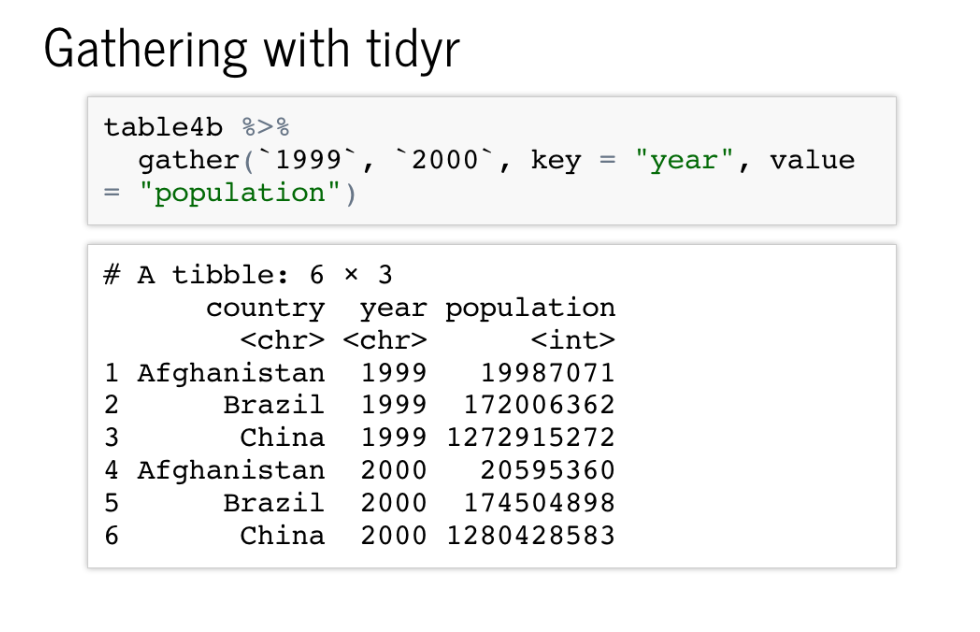 Gathering with tidyr
table4b %>%
  gather(`1999`, `2000`, key = "year", value
= "population")
# A tibble: 6 × 3
      country  year population
        <chr> <chr>      <int>
1 Afghanistan  1999   19987071
2      Brazil  1999  172006362
3       China  1999 1272915272
4 Afghanistan  2000   20595360
5      Brazil  2000  174504898
6       China  2000 1280428583